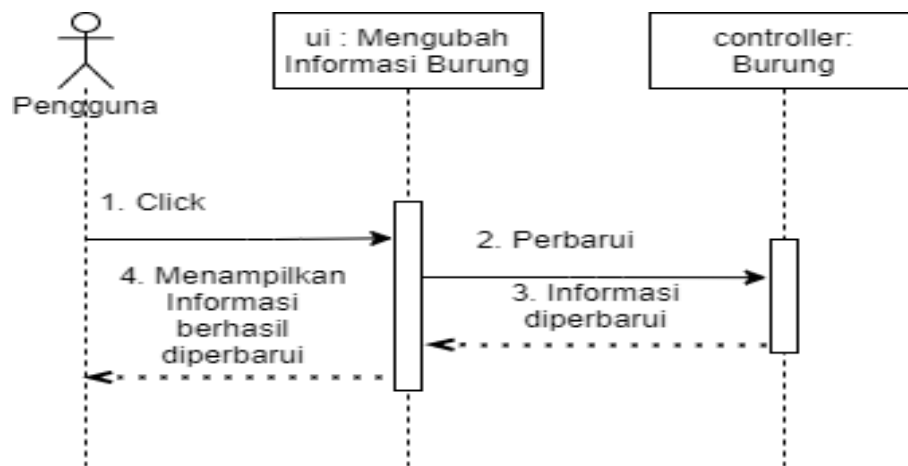 ui : Mengubah
Informasi Burung
controller:
Burung
Pengguna
1. Click
2. Perbarui
4. Menampilkan
Informasi
berhasil
diperbarui
3. Informasi
diperbarui